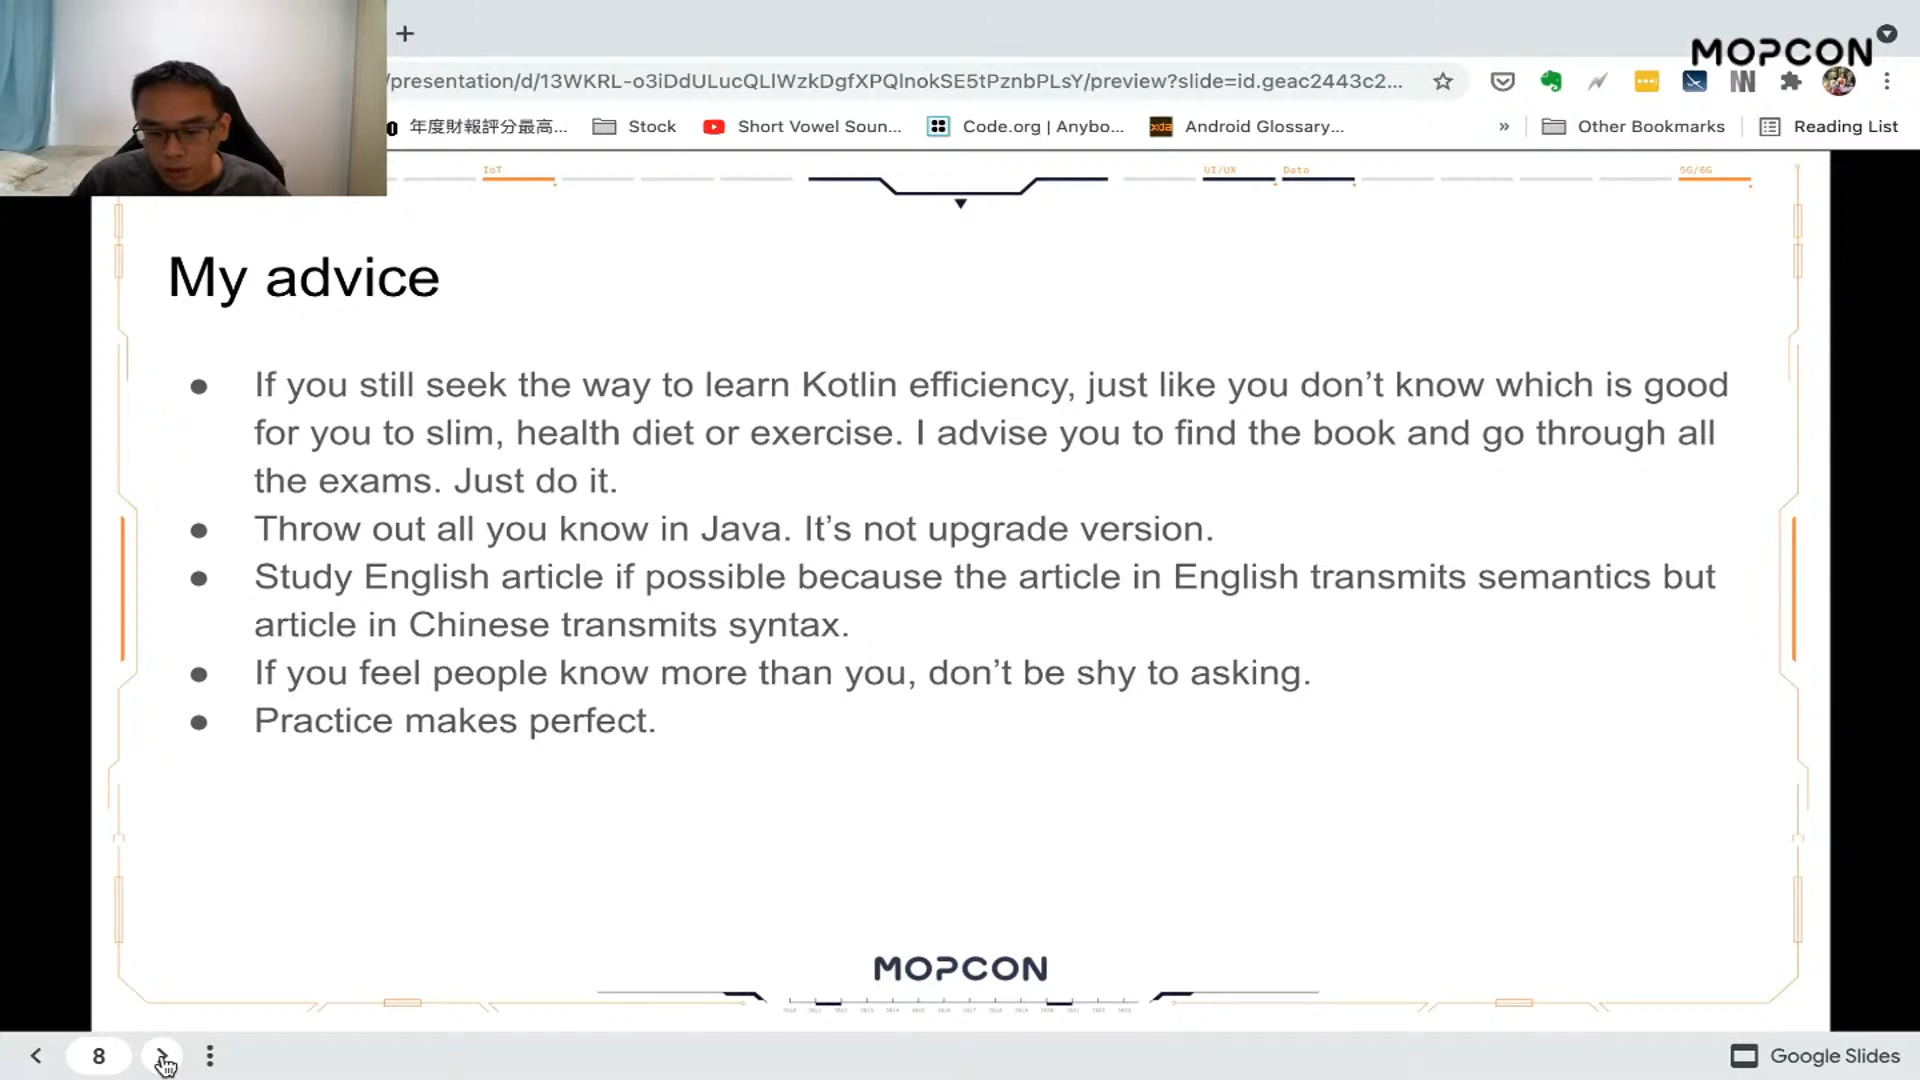 +
MOPCON
/presentation/d/13WKRL-o3iDdULucQLlWzkDgfXPQlnokSE5tPznbPLsY/preview?slide=id.geac2443c2...
年度財報評分最高... Stock Short Vowel Soun... Code.org | Anybo... Android Glossary... » Other Bookmarks Reading List
IoT UI/UX Data 5G/6G
My advice
● If you still seek the way to learn Kotlin efficiency, just like you don’t know which is good
for you to slim, health diet or exercise. I advise you to find the book and go through all
the exams. Just do it.
● Throw out all you know in Java. It’s not upgrade version.
● Study English article if possible because the article in English transmits semantics but
article in Chinese transmits syntax.
● If you feel people know more than you, don’t be shy to asking.
● Practice makes perfect.
MOPCON
8
Google Slides